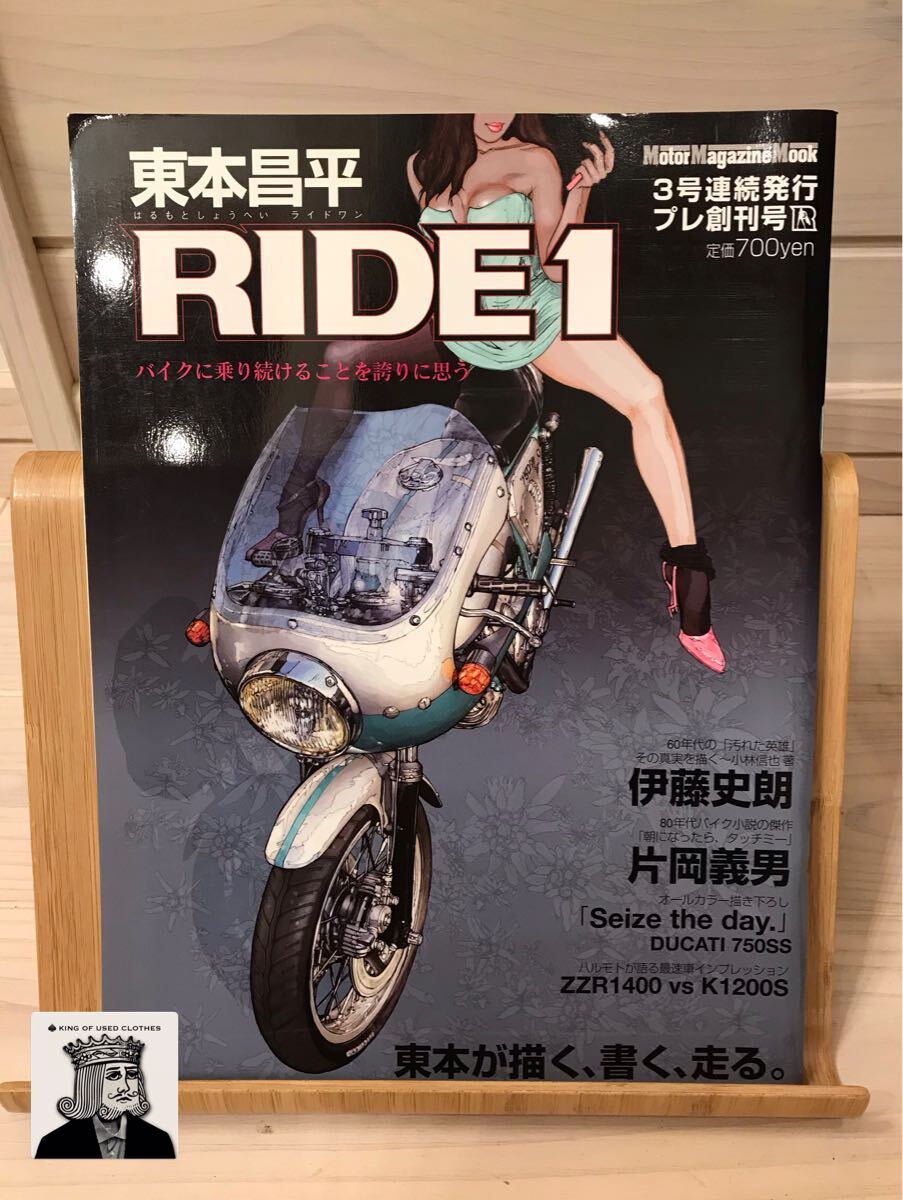 東本昌平
はるもとしょうへい ライドワン
RIDE1
バイクに乗り続けることを誇りに思う
MotorMagazineMook
3号連続発行
プレ創刊号
定価700yen
60年代の「汚れた英雄」
その真実を描く〜小林信也 著
伊藤史朗
80年代バイク小説の傑作
「朝になったら、タッチミー」
片岡義男
オールカラー描き下ろし
「Seize the day.」
DUCATI 750SS
ハルモトが語る最速車インプレッション
ZZR1400 vs K1200S
東本が描く、書く、走る。
KING OF USED CLOTHES